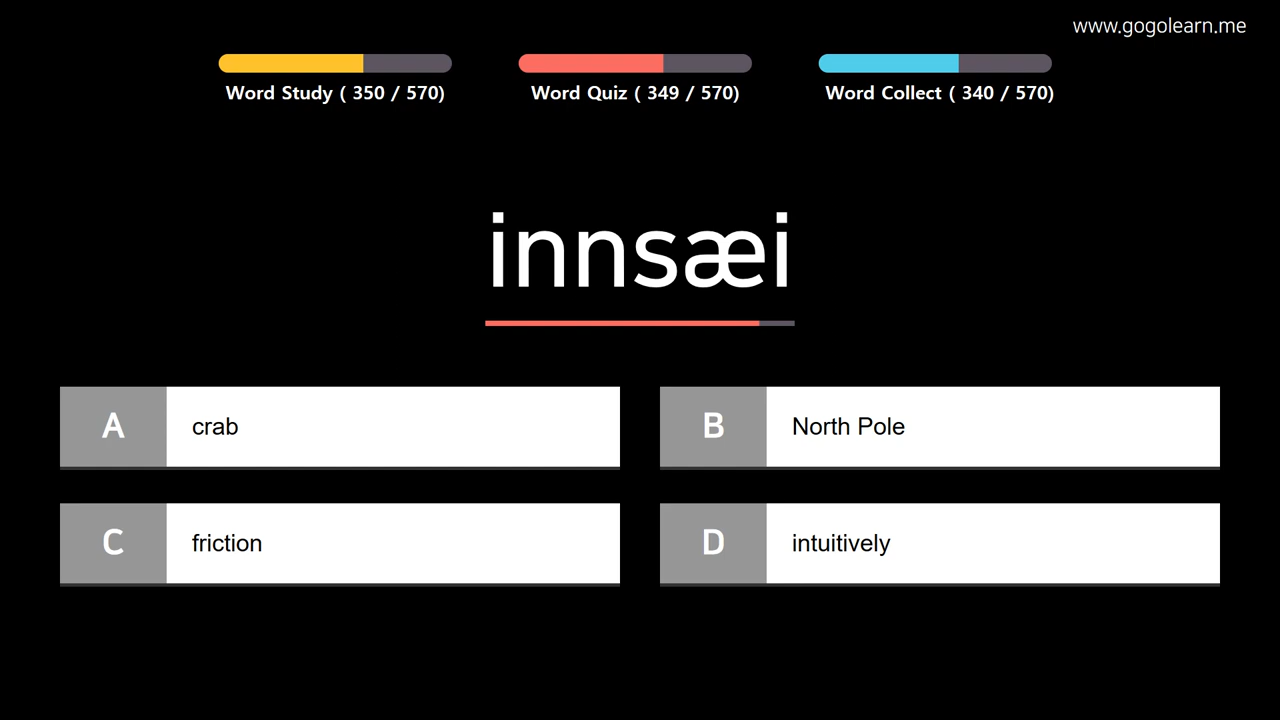 www.gogolearn.me
Word Study ( 350 / 570)
Word Quiz ( 349 / 570)
Word Collect ( 340 / 570)
innsæi
A crab
B North Pole
C friction
D intuitively